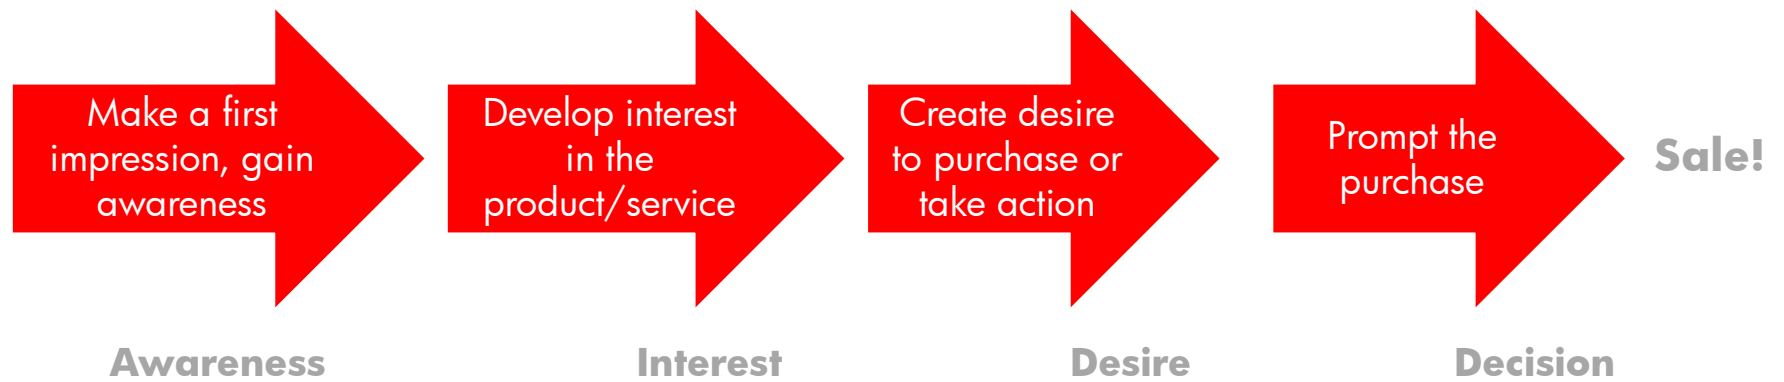 Make a first
impression, gain
awareness
Develop interest
in the
product/service
Create desire
to purchase or
take action
Prompt the
purchase
Sale!
Awareness
Interest
Desire
Decision